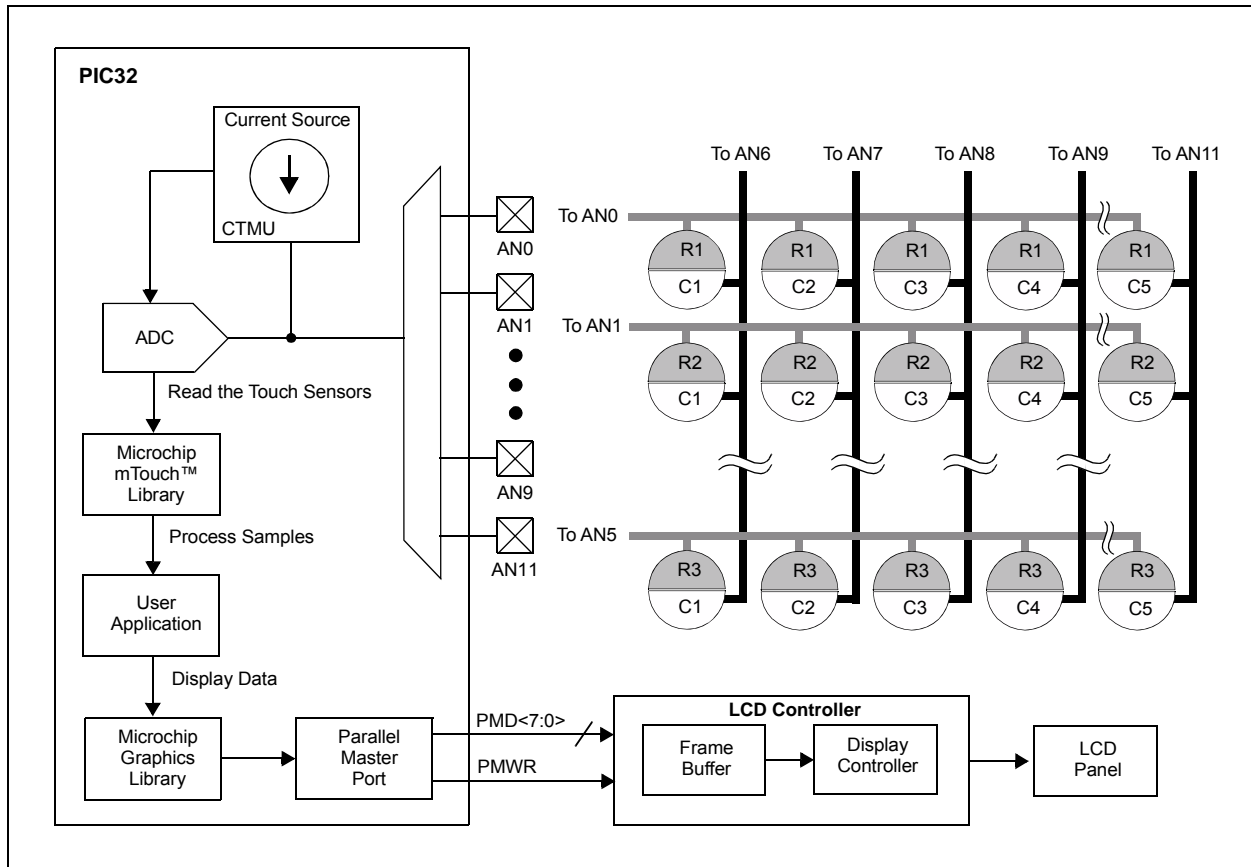 PIC32
Current Source
CTMU
ADC
Read the Touch Sensors
Microchip
mTouch™
Library
Process Samples
User
Application
Display Data
Microchip
Graphics
Library
Parallel
Master
Port
AN0
AN1
AN9
AN11
To AN6
To AN7
To AN8
To AN9
To AN11
To AN0
R1
R1
R1
R1
R1
C1
C2
C3
C4
C5
To AN1
R2
R2
R2
R2
R2
C1
C2
C3
C4
C5
To AN5
R3
R3
R3
R3
R3
C1
C2
C3
C4
C5
PMD<7:0>
PMWR
LCD Controller
Frame
Buffer
Display
Controller
LCD
Panel